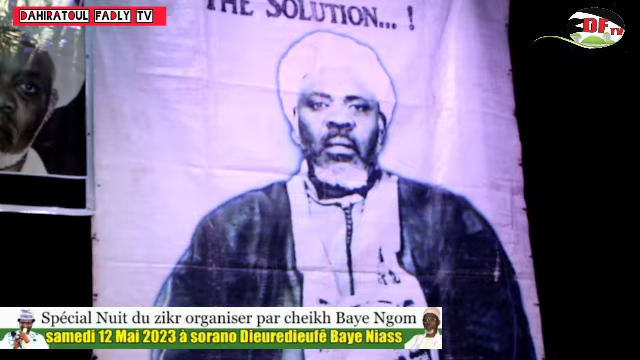 DAHIRATOUL FADLY TV
THE SOLUTION... !
DF TV
Spécial Nuit du zikr organiser par cheikh Baye Ngom
samedi 12 Mai 2023 à sorano Dieuredieufê Baye Niass